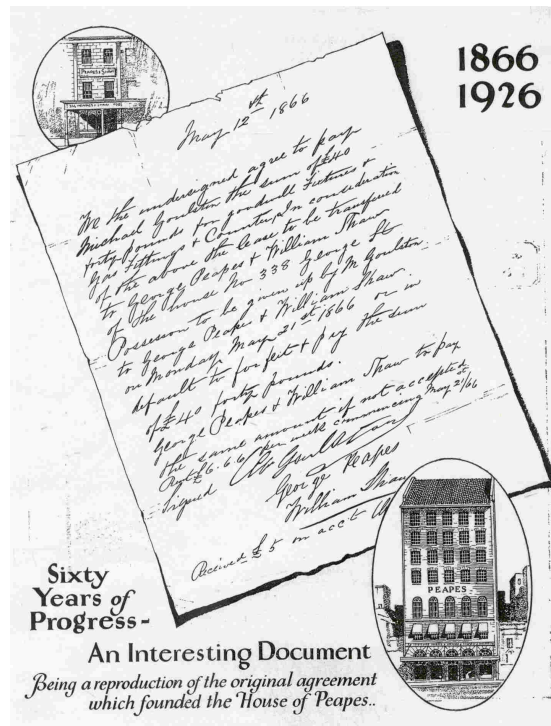 1866
1926
PEAPES & SHAW
May 12th 1866
We the undersigned agree to pay
Michael Goulston the sum of £40
forty pounds for goodwill Fixtures &
Gas Fittings & Counter, In consideration
of the above the lease to be transferred
to George Peapes & William Shaw
of the house No 338 George St
Possession to be given up by M Goulston
to George Peapes & William Shaw.
on Monday May 21st 1866 or in
default to forfeit & pay the sum
of £40 forty pounds.
George Peapes & William Shaw to pay
the same amount if not accepted
Rent £6.6.6 per week commencing May 21st/66
Signed M Goulston
George Peapes
William Shaw
Received £5 on acc't
PEAPES
Sixty
Years of
Progress-
An Interesting Document
Being a reproduction of the original agreement
which founded the House of Peapes..